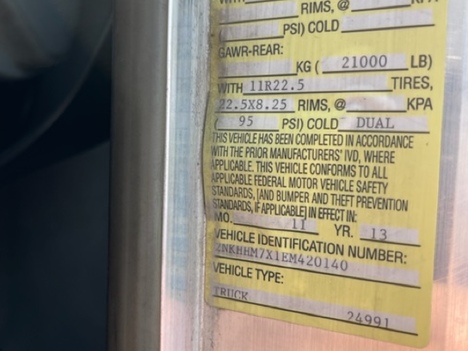 RIMS, @ KPA
PSI) COLD
GAWR-REAR:
KG ( 21000 LB)
WITH 11R22.5 TIRES,
22.5X8.25 RIMS, @ KPA
95 PSI) COLD DUAL
THIS VEHICLE HAS BEEN COMPLETED IN ACCORDANCE
WITH THE PRIOR MANUFACTURERS' IVD, WHERE
APPLICABLE. THIS VEHICLE CONFORMS TO ALL
APPLICABLE FEDERAL MOTOR VEHICLE SAFETY
STANDARDS, [AND BUMPER AND THEFT PREVENTION
STANDARDS, IF APPLICABLE] IN EFFECT IN:
MO. 11 YR. 13
VEHICLE IDENTIFICATION NUMBER:
2NKHHM7X1EM420140
VEHICLE TYPE:
TRUCK
24991